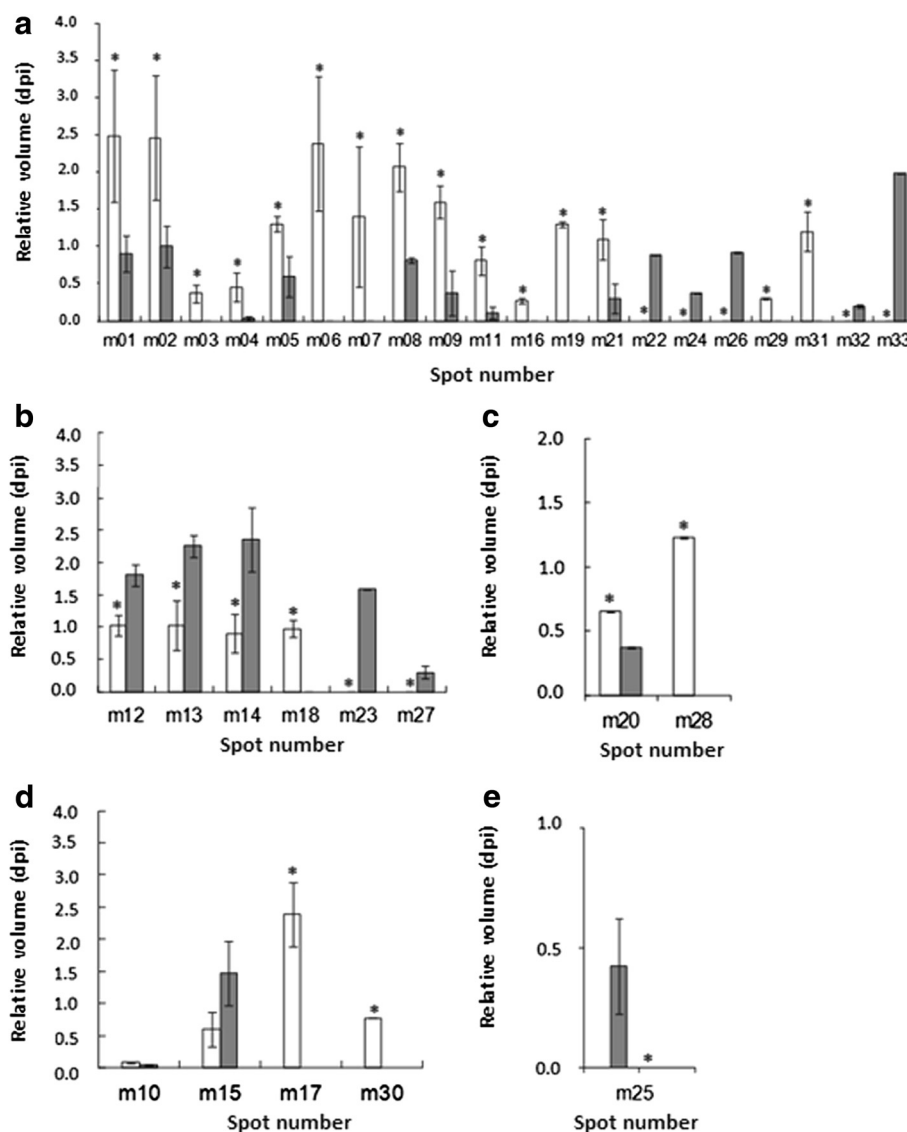 a
Relative volume (dpi)
4.0
3.5
3.0
2.5
2.0
1.5
1.0
0.5
0.0
* * * * * * * * * * * * * * * * * * * *
m01 m02 m03 m04 m05 m06 m07 m08 m09 m11 m16 m19 m21 m22 m24 m26 m29 m31 m32 m33
Spot number
b
Relative volume (dpi)
4.0
3.5
3.0
2.5
2.0
1.5
1.0
0.5
0.0
* * * * * *
m12 m13 m14 m18 m23 m27
Spot number
c
Relative volume (dpi)
2.0
1.5
1.0
0.5
0.0
* *
m20 m28
Spot number
d
Relative volume (dpi)
4.0
3.5
3.0
2.5
2.0
1.5
1.0
0.5
0.0
* *
m10 m15 m17 m30
Spot number
e
Relative volume (dpi)
1.0
0.5
0.0
*
m25
Spot number